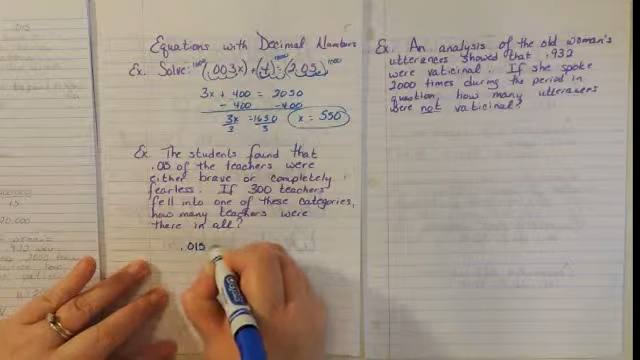 Equations with Decimal Numbers
Ex. Solve: (.003x) + (.4) = (2.05)
1000 1000 1000
3x + 400 = 2050
- 400 -400
3x = 1650
3 3
x = 550
Ex. The students found that
of the teachers were
either brave or completely
fearless. If 300 teachers
fell into one of these categories,
how many teachers were
there in all?
.015
Ex. An analysis of the old woman's
utterances showed that .932
were vaticinal. If she spoke
2000 times during the period in
question, how many utterances
were not vaticinal?